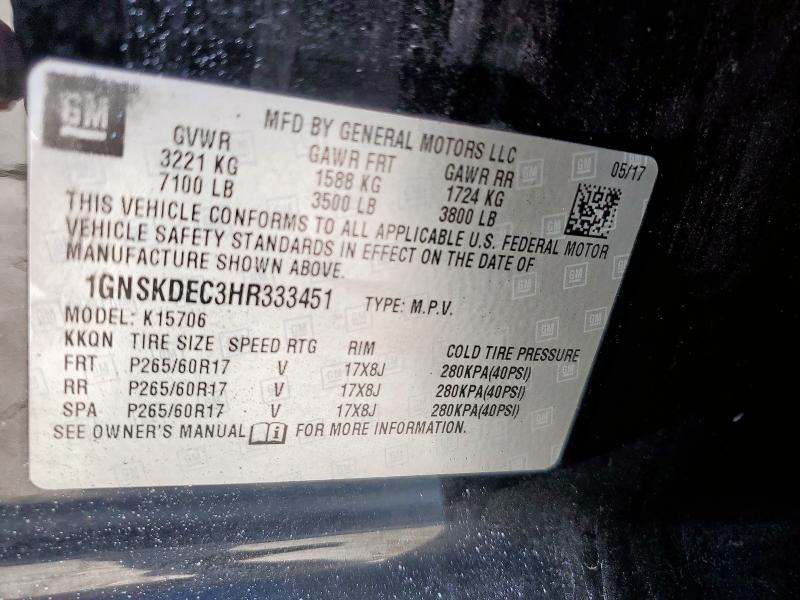 GM
MFD BY GENERAL MOTORS LLC
05/17
GVWR GAWR FRT GAWR RR
3221 KG 1588 KG 1724 KG
7100 LB 3500 LB 3800 LB
THIS VEHICLE CONFORMS TO ALL APPLICABLE U.S. FEDERAL MOTOR
VEHICLE SAFETY STANDARDS IN EFFECT ON THE DATE OF
MANUFACTURE SHOWN ABOVE.
1GNSKDEC3HR333451 TYPE: M.P.V.
MODEL: K15706
KKQN TIRE SIZE SPEED RTG RIM COLD TIRE PRESSURE
FRT P265/60R17 V 17X8J 280KPA(40PSI)
RR P265/60R17 V 17X8J 280KPA(40PSI)
SPA P265/60R17 V 17X8J 280KPA(40PSI)
SEE OWNER'S MANUAL i FOR MORE INFORMATION.